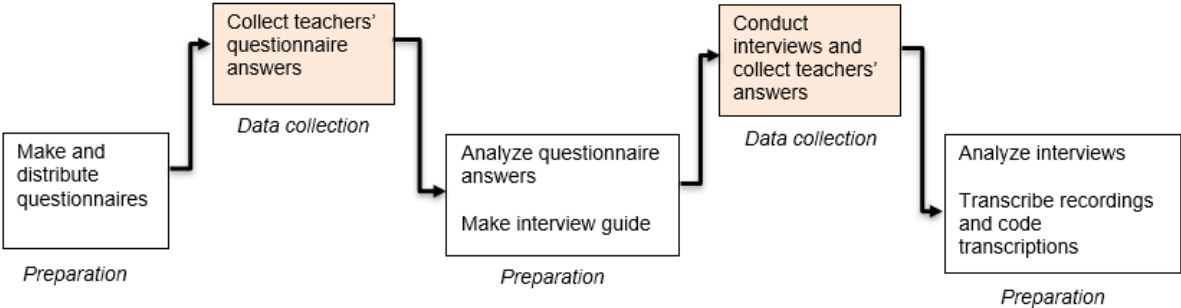 Make and
distribute
questionnaires
Preparation
Collect teachers’
questionnaire
answers
Data collection
Analyze questionnaire
answers
Make interview guide
Preparation
Conduct
interviews and
collect teachers’
answers
Data collection
Analyze interviews
Transcribe recordings
and code
transcriptions
Preparation